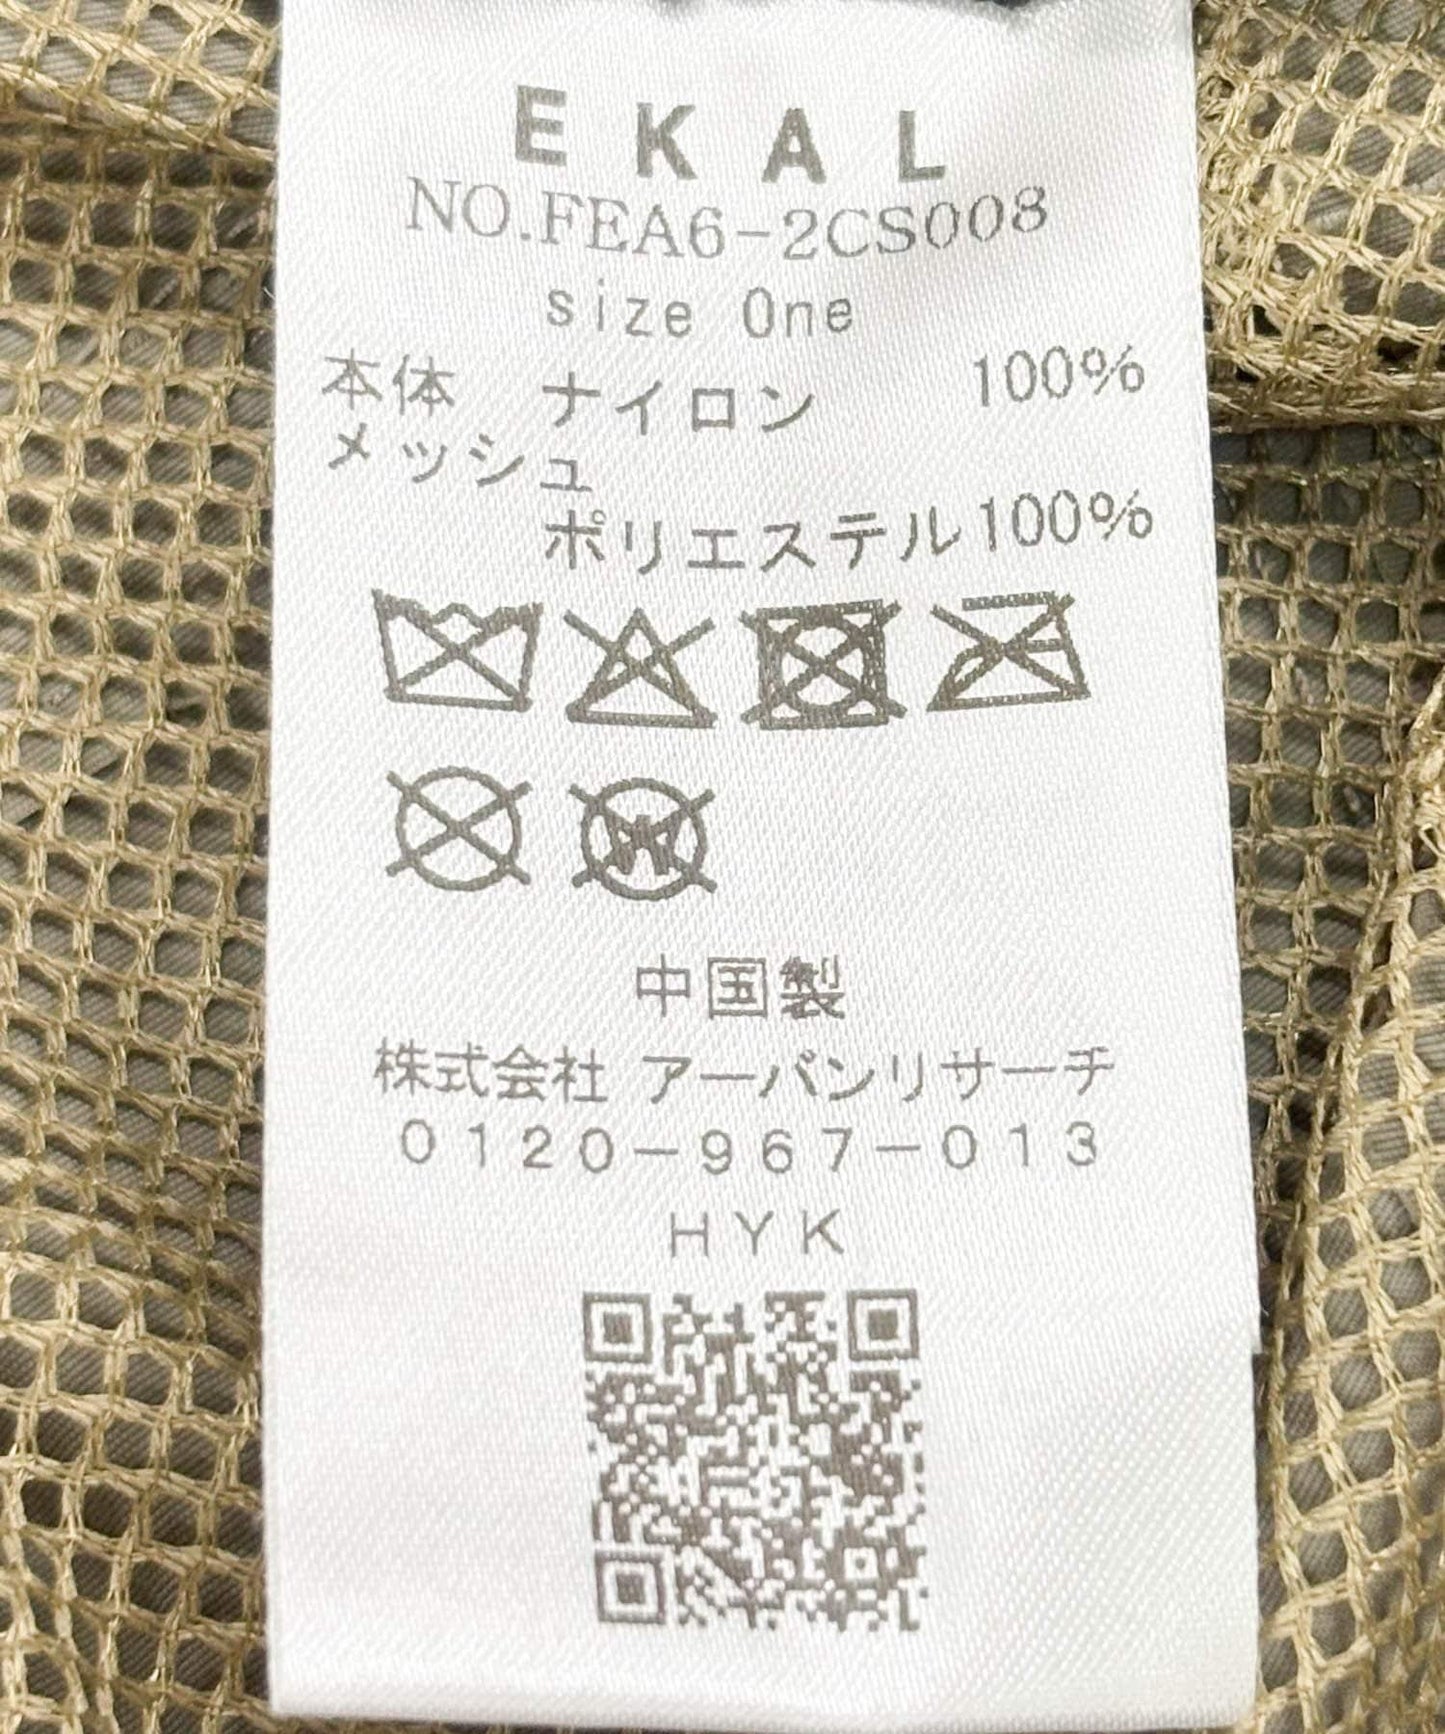 EKAL
NO.FEA6-2CS008
size One
本体 ナイロン 100%
メッシュ
ポリエステル100%
中国製
株式会社 アーバンリサーチ
0120-967-013
HYK